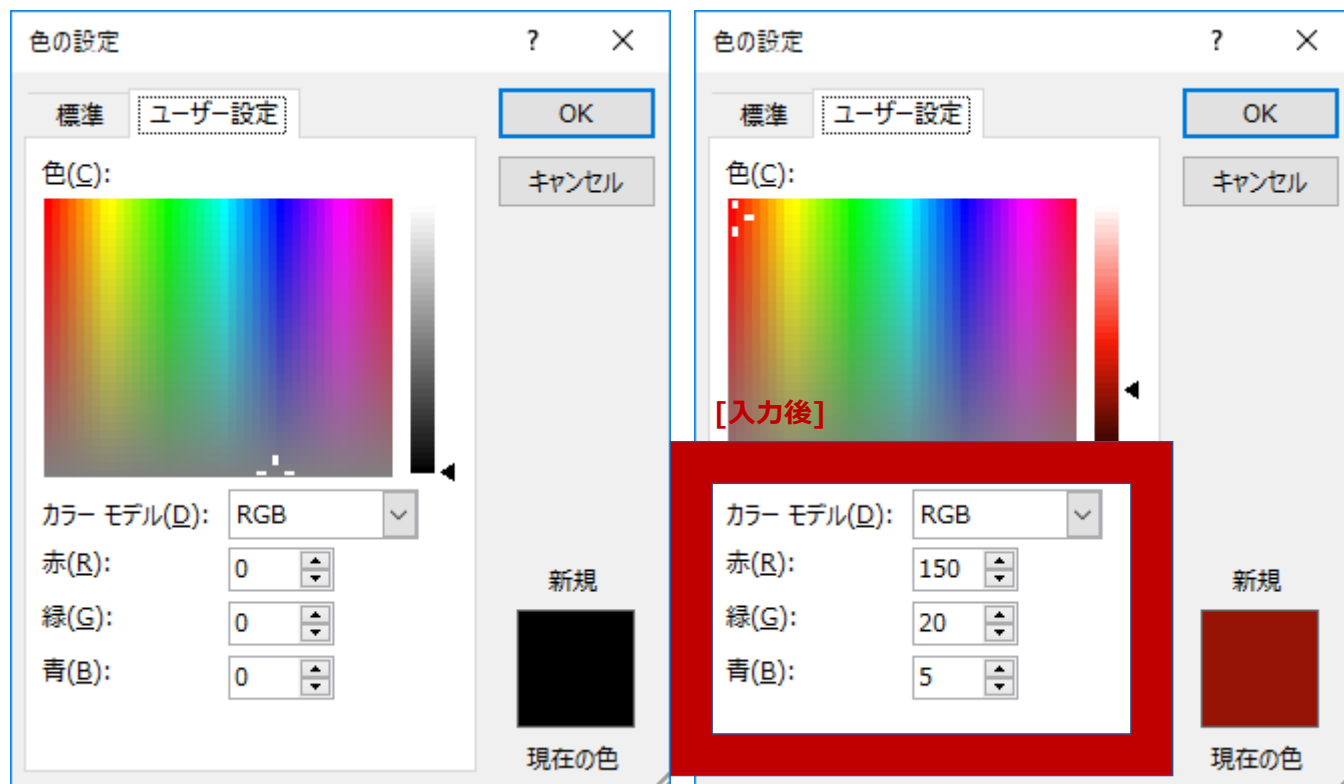 色の設定 ? ×
標準 ユーザー設定 OK
色(C): キャンセル
カラー モデル(D): RGB
赤(R): 0
緑(G): 0
青(B): 0
新規
現在の色
色の設定 ? ×
標準 ユーザー設定 OK
色(C): キャンセル
[入力後]
カラー モデル(D): RGB
赤(R): 150
緑(G): 20
青(B): 5
新規
現在の色